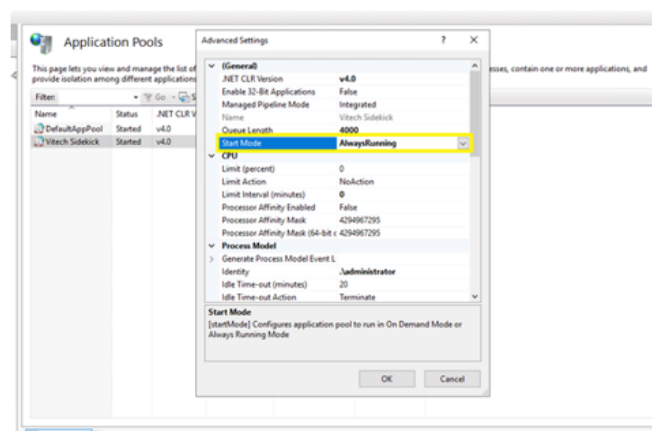 Application Pools
This page lets you view and manage the list of
provide isolation among different applications
esses, contain one or more applications, and
Filter:
Go
Name Status .NET CLR V
DefaultAppPool Started v4.0
Vitech Sidekick Started v4.0
Advanced Settings ? ×
(General)
.NET CLR Version v4.0
Enable 32-Bit Applications False
Managed Pipeline Mode Integrated
Name Vitech Sidekick
Queue Length 4000
Start Mode AlwaysRunning
CPU
Limit (percent) 0
Limit Action NoAction
Limit Interval (minutes) 0
Processor Affinity Enabled False
Processor Affinity Mask 4294967295
Processor Affinity Mask (64-bit c 4294967295
Process Model
Generate Process Model Event L
Identity .\administrator
Idle Time-out (minutes) 20
Idle Time-out Action Terminate
Start Mode
[startMode] Configures application pool to run in On Demand Mode or
Always Running Mode
OK Cancel